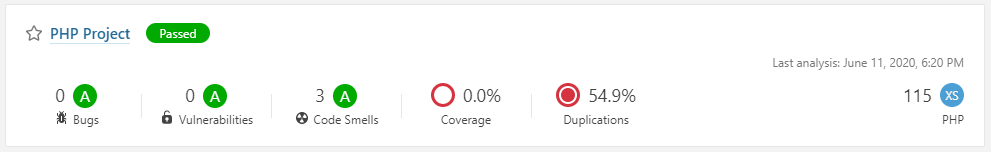 PHP Project Passed
Last analysis: June 11, 2020, 6:20 PM
0 A 0 A 3 A 0.0% 54.9% 115 XS
Bugs Vulnerabilities Code Smells Coverage Duplications PHP